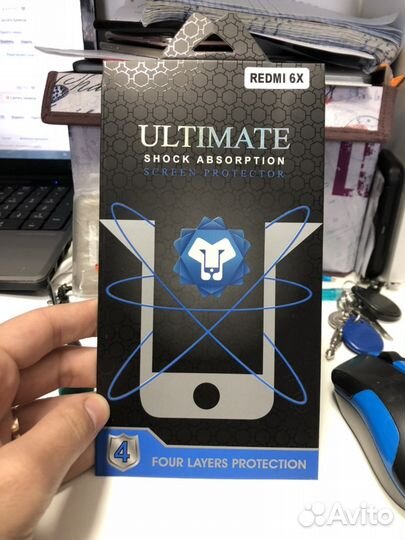 REDMI 6X
ULTIMATE
SHOCK ABSORPTION
SCREEN PROTECTOR
4
FOUR LAYERS PROTECTION
Avito